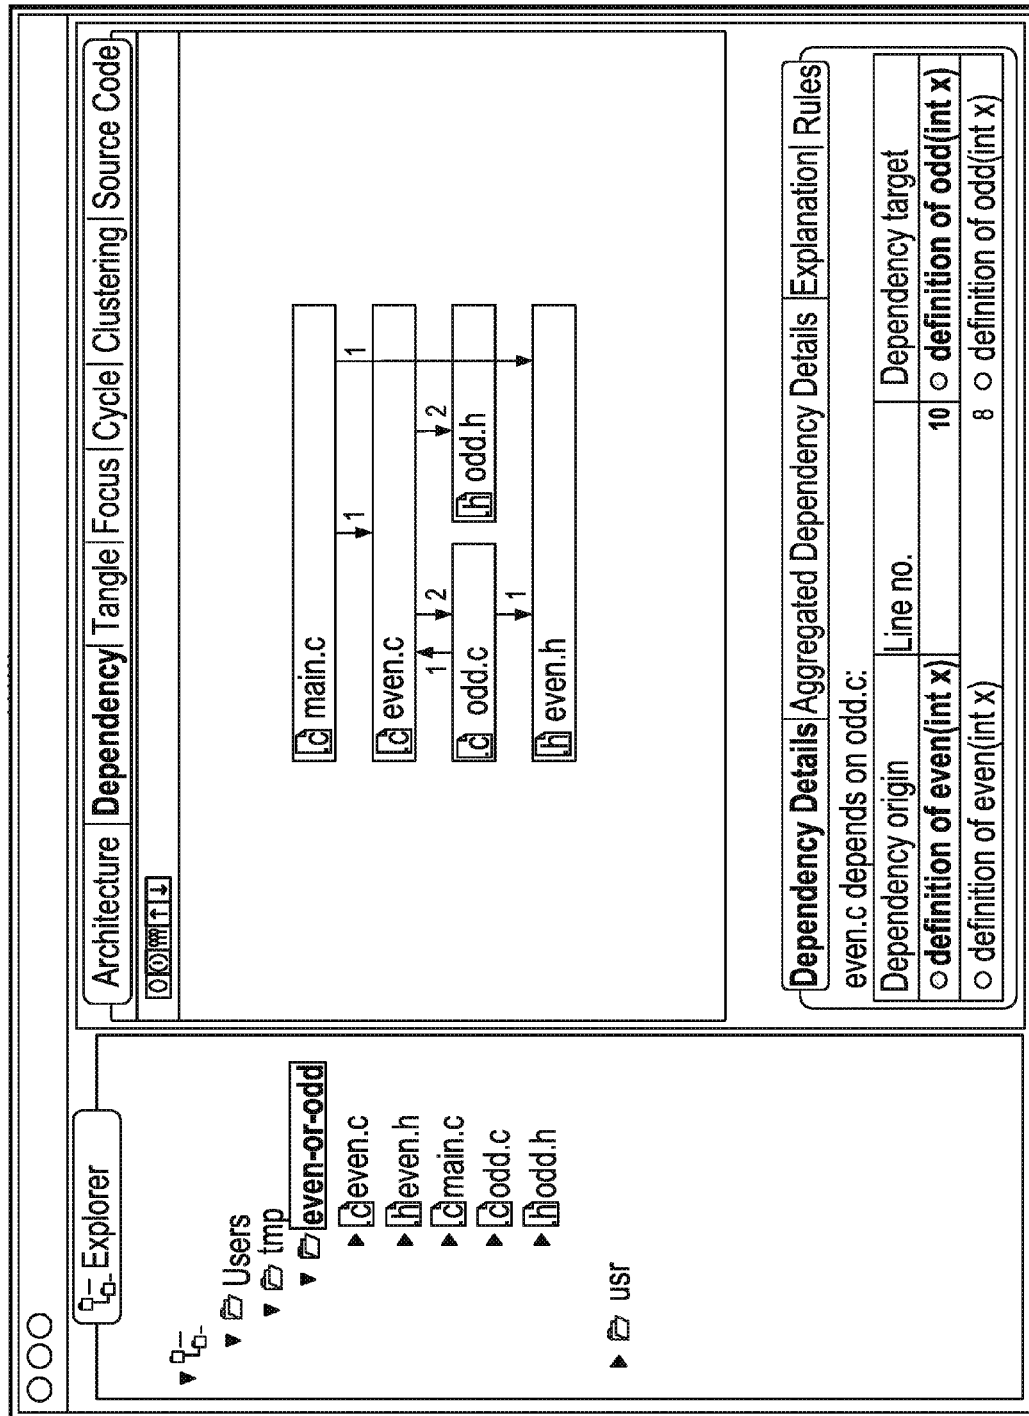 Explorer
Users
tmp
even-or-odd
.c even.c
.h even.h
.c main.c
.c odd.c
.h odd.h
usr
Architecture | Dependency | Tangle | Focus | Cycle | Clustering | Source Code
.c main.c
1
1
.c even.c
1
2
2
.c odd.c
.h odd.h
1
.h even.h
Dependency Details | Aggregated Dependency Details | Explanation | Rules
even.c depends on odd.c:
Dependency origin Line no. Dependency target
definition of even(int x) 10 definition of odd(int x)
definition of even(int x) 8 definition of odd(int x)